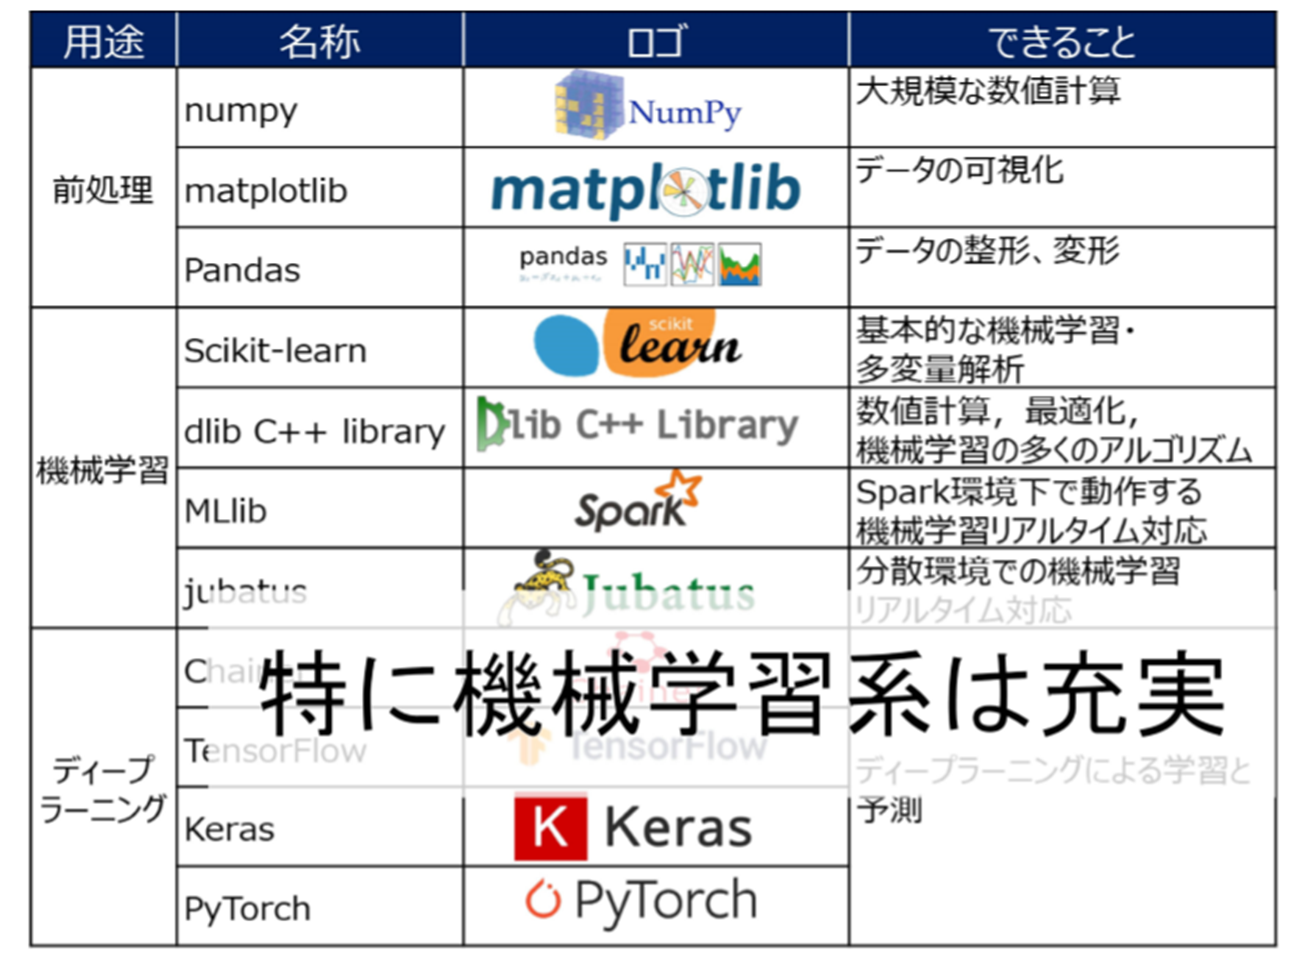 用途 名称 ロゴ できること
前処理
numpy NumPy 大規模な数値計算
matplotlib matplotlib データの可視化
Pandas pandas データの整形、変形
機械学習
Scikit-learn scikit learn 基本的な機械学習・
多変量解析
dlib C++ library Dlib C++ Library 数値計算，最適化，
機械学習の多くのアルゴリズム
MLlib Spark Spark環境下で動作する
機械学習リアルタイム対応
jubatus Jubatus 分散環境での機械学習
リアルタイム対応
特に機械学習系は充実
ディープ
ラーニング
Chainer
TensorFlow TensorFlow
ディープラーニングによる学習と
予測
Keras K Keras
PyTorch PyTorch